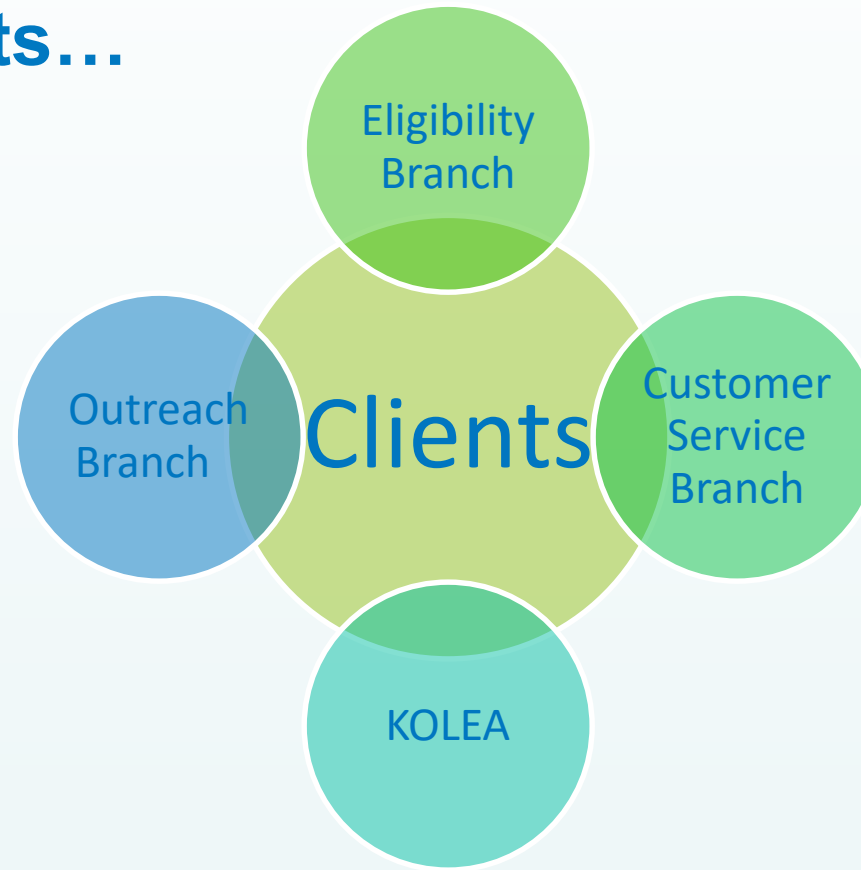 ts…
Eligibility
Branch
Outreach
Branch
Clients
Customer
Service
Branch
KOLEA